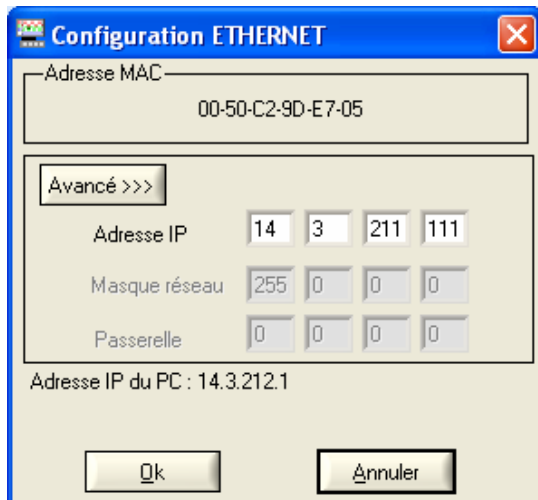 Configuration ETHERNET
Adresse MAC
00-50-C2-9D-E7-05
Avancé >>>
Adresse IP 14 3 211 111
Masque réseau 255 0 0 0
Passerelle 0 0 0 0
Adresse IP du PC : 14.3.212.1
Ok Annuler